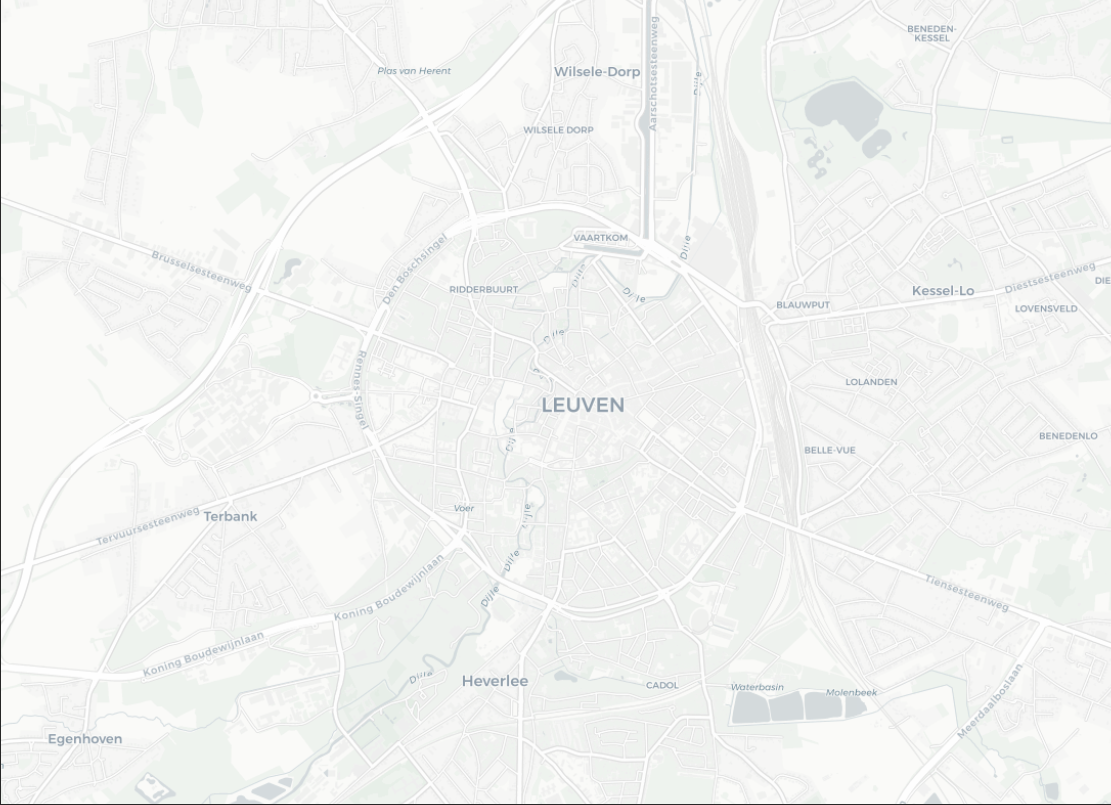 BENEDEN-
KESSEL
Plas van Herent
Wilsele-Dorp
Aarschotsesteenweg
Dijle
WILSELE DORP
VAARTKOM
Dijle
Den Boschsingel
Brusselsesteenweg
Dijle
RIDDERBUURT
Dijle
Kessel-Lo
Diestsesteenweg
DIE
BLAUWPUT
LOVENSVELD
Dijle
Rennes-Singel
LOLANDEN
LEUVEN
Dijle
BENEDENLO
BELLE-VUE
Voer
Dijle
Terbank
Tervuursesteenweg
Dijle
Koning Boudewijnlaan
Dijle
Tiensesteenweg
Koning Boudewijnlaan
Dijle
Heverlee
CADOL
Waterbasin
Molenbeek
Meerdaalboslaan
Egenhoven